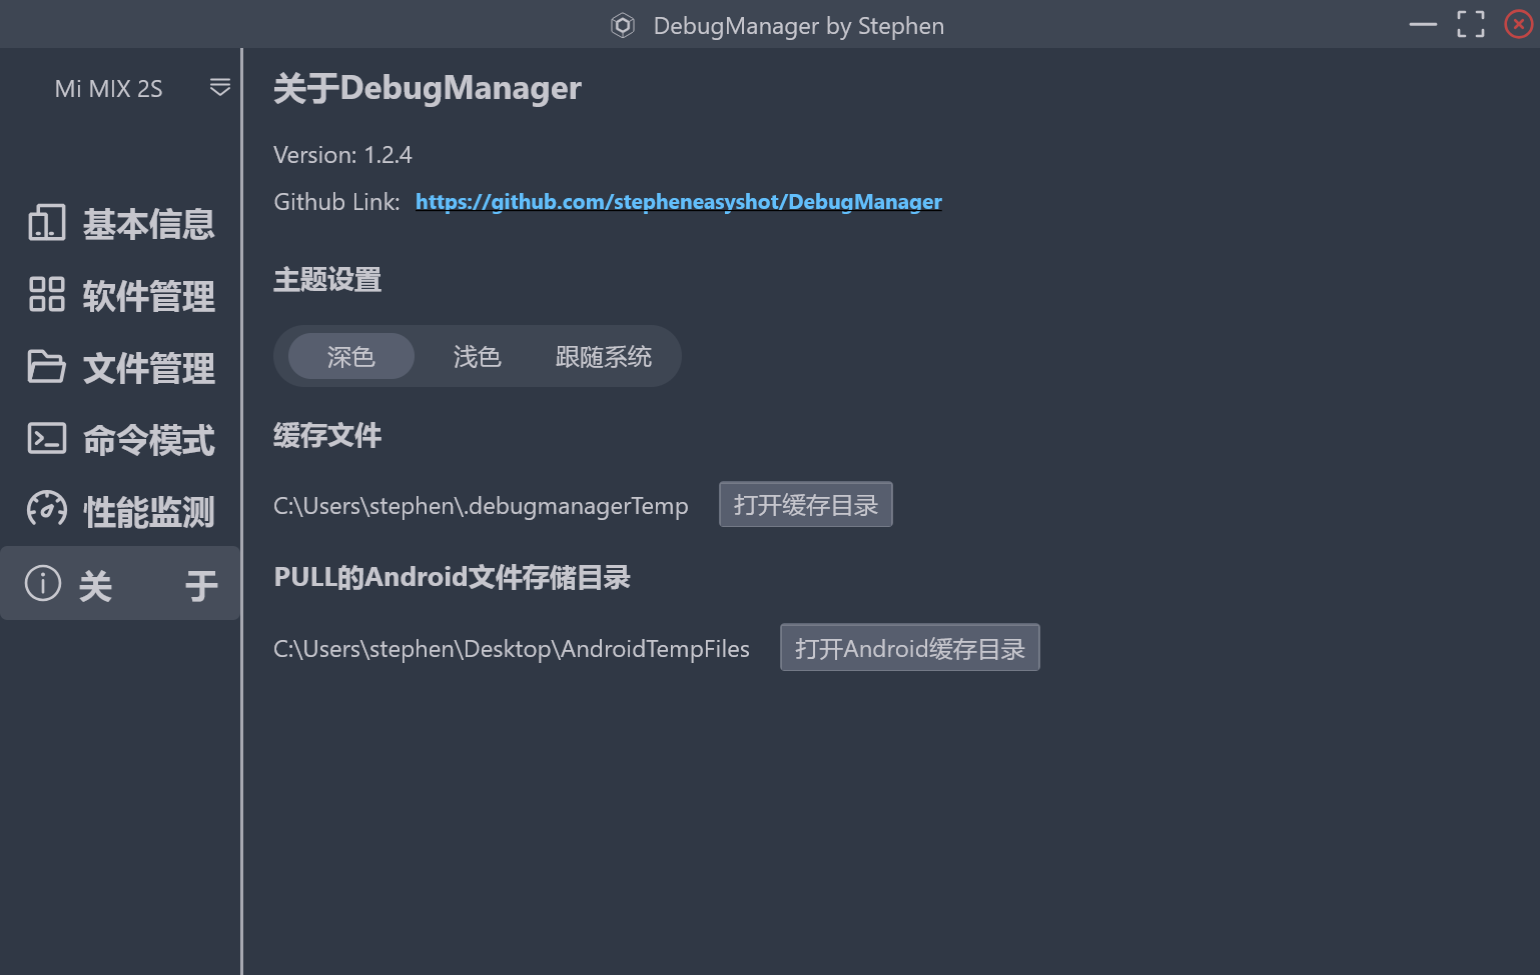 DebugManager by Stephen
Mi MIX 2S
基本信息
软件管理
文件管理
命令模式
性能监测
关 于
关于DebugManager
Version: 1.2.4
Github Link: https://github.com/stepheneasyshot/DebugManager
主题设置
深色 浅色 跟随系统
缓存文件
C:\Users\stephen\.debugmanagerTemp 打开缓存目录
PULL的Android文件存储目录
C:\Users\stephen\Desktop\AndroidTempFiles 打开Android缓存目录